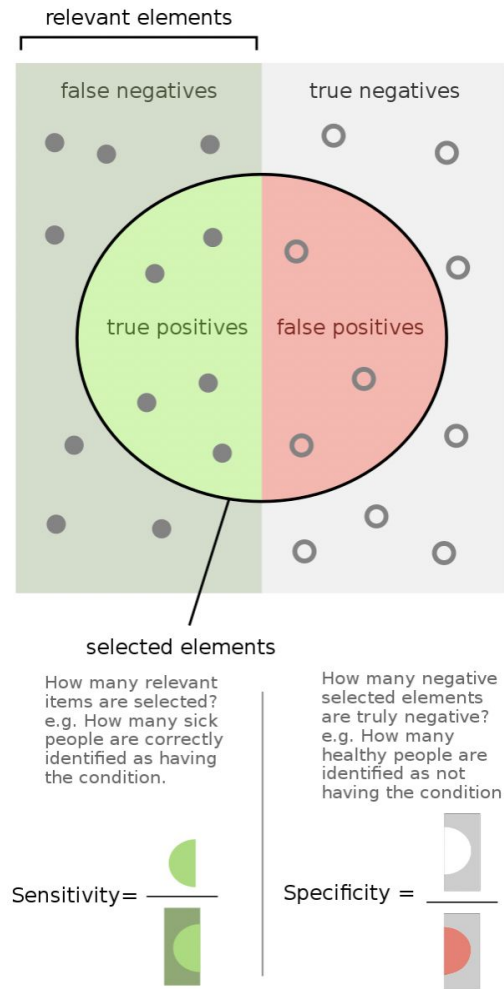 relevant elements
false negatives
true negatives
true positives
false positives
selected elements
How many relevant
items are selected?
e.g. How many sick
people are correctly
identified as having
the condition.
How many negative
selected elements
are truly negative?
e.g. How many
healthy people are
identified as not
having the condition
Sensitivity=
Specificity =